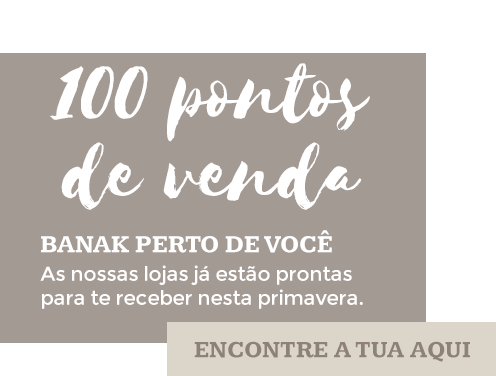 100 pontos
de venda
BANAK PERTO DE VOCÊ
As nossas lojas já estão prontas
para te receber nesta primavera.
ENCONTRE A TUA AQUI